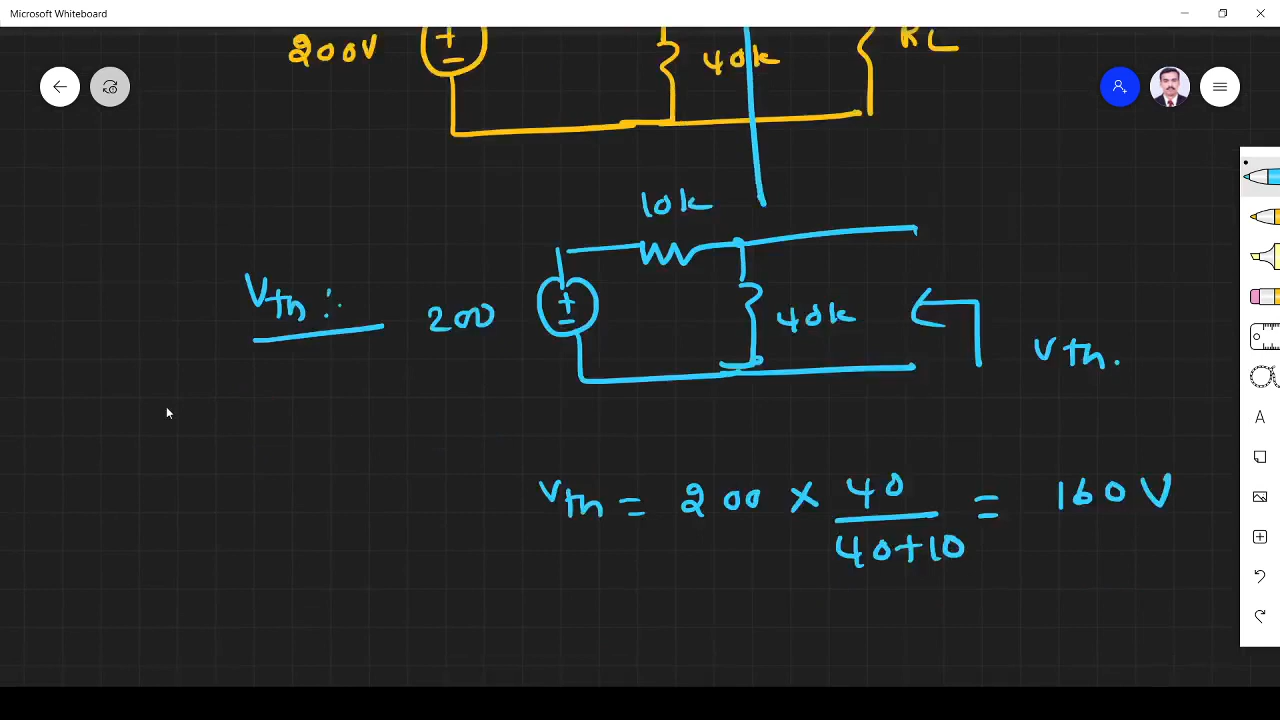 Microsoft Whiteboard
200V
+
-
40k
RL
10k
Vth :
200
+
-
40k
Vth.
Vth = 200 × 40 = 160 V
40+10
A